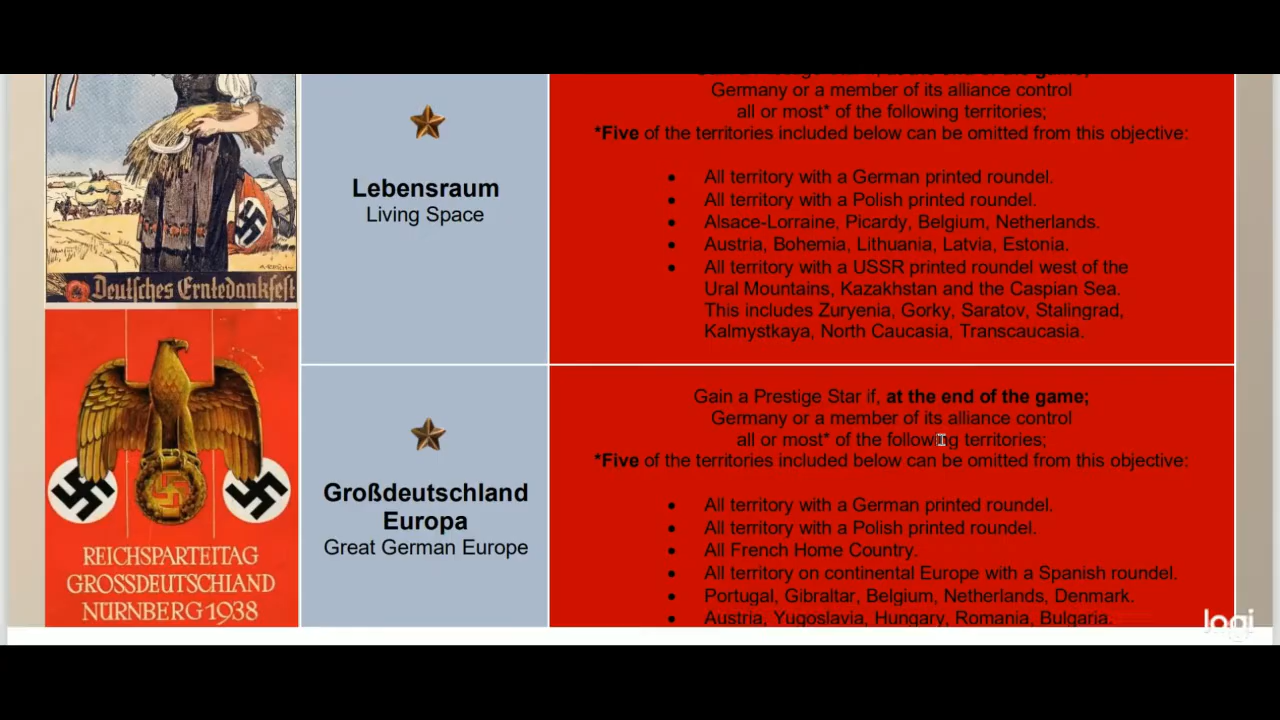 Deutsches Erntedankfest
REICHSPARTEITAG
GROSSDEUTSCHLAND
NÜRNBERG 1938
Lebensraum
Living Space
Germany or a member of its alliance control
all or most* of the following territories;
*Five of the territories included below can be omitted from this objective:
• All territory with a German printed roundel.
• All territory with a Polish printed roundel.
• Alsace-Lorraine, Picardy, Belgium, Netherlands.
• Austria, Bohemia, Lithuania, Latvia, Estonia.
• All territory with a USSR printed roundel west of the
Ural Mountains, Kazakhstan and the Caspian Sea.
This includes Zuryenia, Gorky, Saratov, Stalingrad,
Kalmystkaya, North Caucasia, Transcaucasia.
Großdeutschland
Europa
Great German Europe
Gain a Prestige Star if, at the end of the game;
Germany or a member of its alliance control
all or most* of the following territories;
*Five of the territories included below can be omitted from this objective:
• All territory with a German printed roundel.
• All territory with a Polish printed roundel.
• All French Home Country.
• All territory on continental Europe with a Spanish roundel.
• Portugal, Gibraltar, Belgium, Netherlands, Denmark.
• Austria, Yugoslavia, Hungary, Romania, Bulgaria.
logi